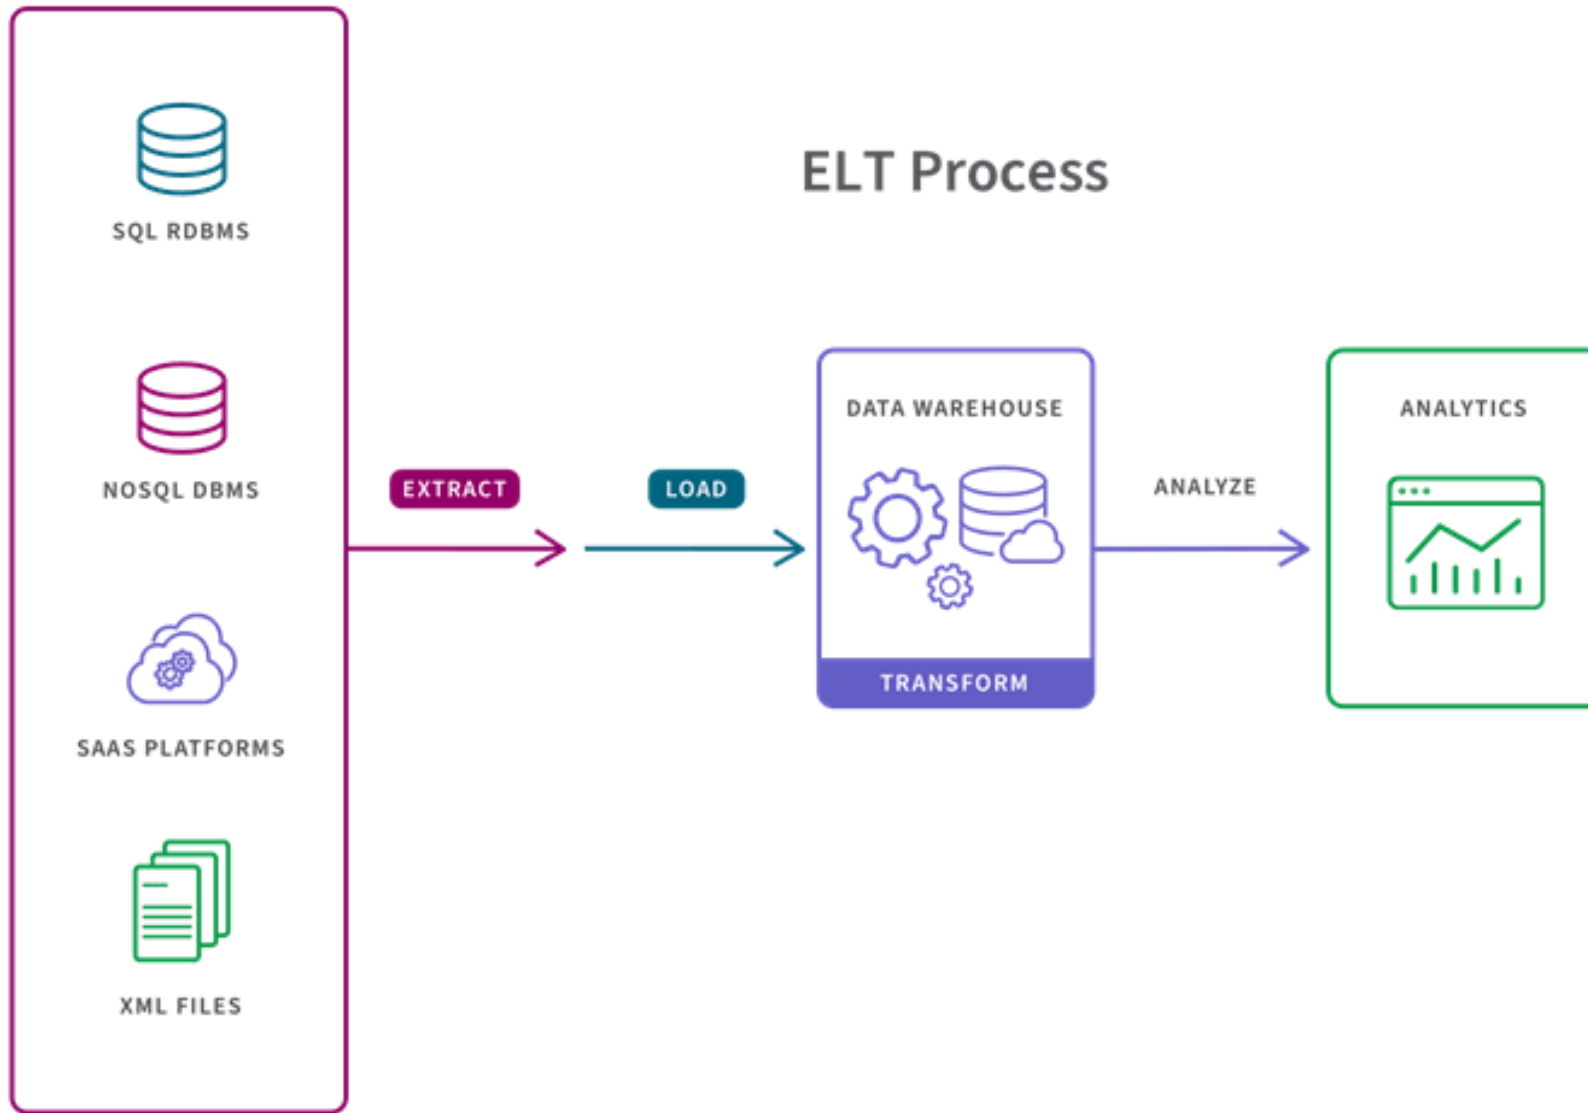 SQL RDBMS
NOSQL DBMS
SAAS PLATFORMS
XML FILES
ELT Process
EXTRACT
LOAD
DATA WAREHOUSE
TRANSFORM
ANALYZE
ANALYTICS